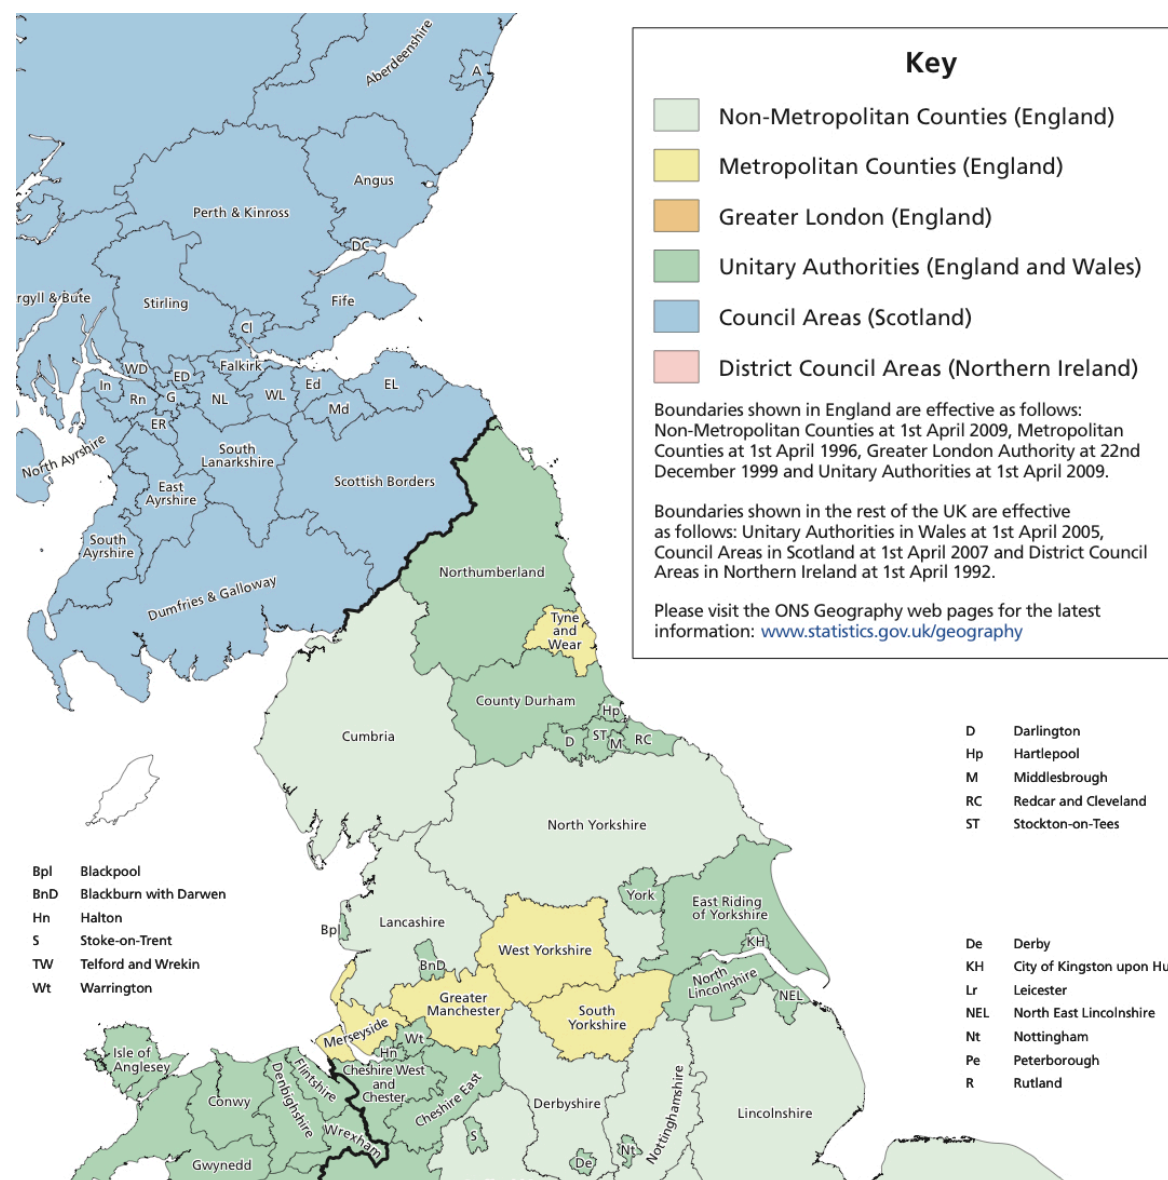 Key
Non-Metropolitan Counties (England)
Metropolitan Counties (England)
Greater London (England)
Unitary Authorities (England and Wales)
Council Areas (Scotland)
District Council Areas (Northern Ireland)
Boundaries shown in England are effective as follows:
Non-Metropolitan Counties at 1st April 2009, Metropolitan
Counties at 1st April 1996, Greater London Authority at 22nd
December 1999 and Unitary Authorities at 1st April 2009.
Boundaries shown in the rest of the UK are effective
as follows: Unitary Authorities in Wales at 1st April 2005,
Council Areas in Scotland at 1st April 2007 and District Council
Areas in Northern Ireland at 1st April 1992.
Please visit the ONS Geography web pages for the latest
information: www.statistics.gov.uk/geography
Aberdeenshire
A
Angus
Perth & Kinross
DC
rgyll & Bute
Stirling
Fife
Cl
WD
ED
Falkirk
In
Rn
G
NL
WL
Ed
EL
Md
ER
North Ayrshire
South
Lanarkshire
East
Ayrshire
Scottish Borders
South
Ayrshire
Dumfries & Galloway
Northumberland
Tyne
and
Wear
County Durham
Hp
D
ST
M
RC
Cumbria
North Yorkshire
York
East Riding
of Yorkshire
Lancashire
Bpl
BnD
West Yorkshire
KH
North
Lincolnshire
NEL
Greater
Manchester
South
Yorkshire
Merseyside
Wt
Hn
Cheshire West
and
Chester
Cheshire East
Isle of
Anglesey
Conwy
Denbighshire
Flintshire
Wrexham
Gwynedd
S
Derbyshire
De
Nt
Nottinghamshire
Lincolnshire
D Darlington
Hp Hartlepool
M Middlesbrough
RC Redcar and Cleveland
ST Stockton-on-Tees
Bpl Blackpool
BnD Blackburn with Darwen
Hn Halton
S Stoke-on-Trent
TW Telford and Wrekin
Wt Warrington
De Derby
KH City of Kingston upon Hu
Lr Leicester
NEL North East Lincolnshire
Nt Nottingham
Pe Peterborough
R Rutland